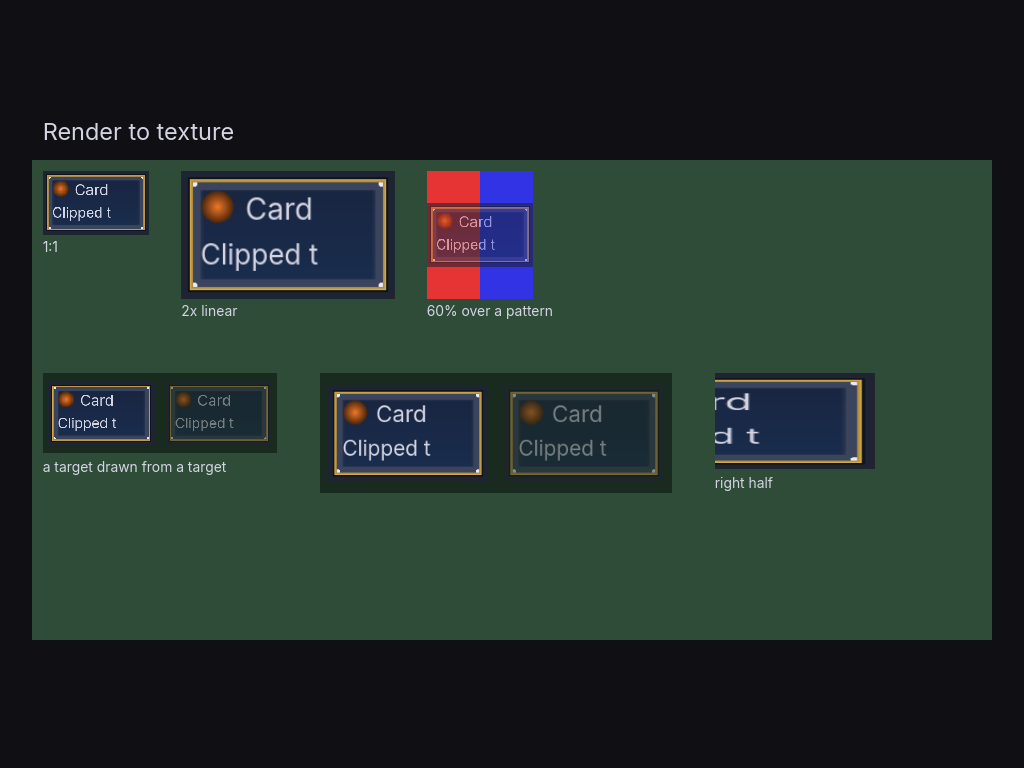 Render to texture
Card
Clipped t
1:1
Card
Clipped t
2x linear
Card
Clipped t
60% over a pattern
Card
Clipped t
Card
Clipped t
a target drawn from a target
Card
Clipped t
Card
Clipped t
rd
d t
right half